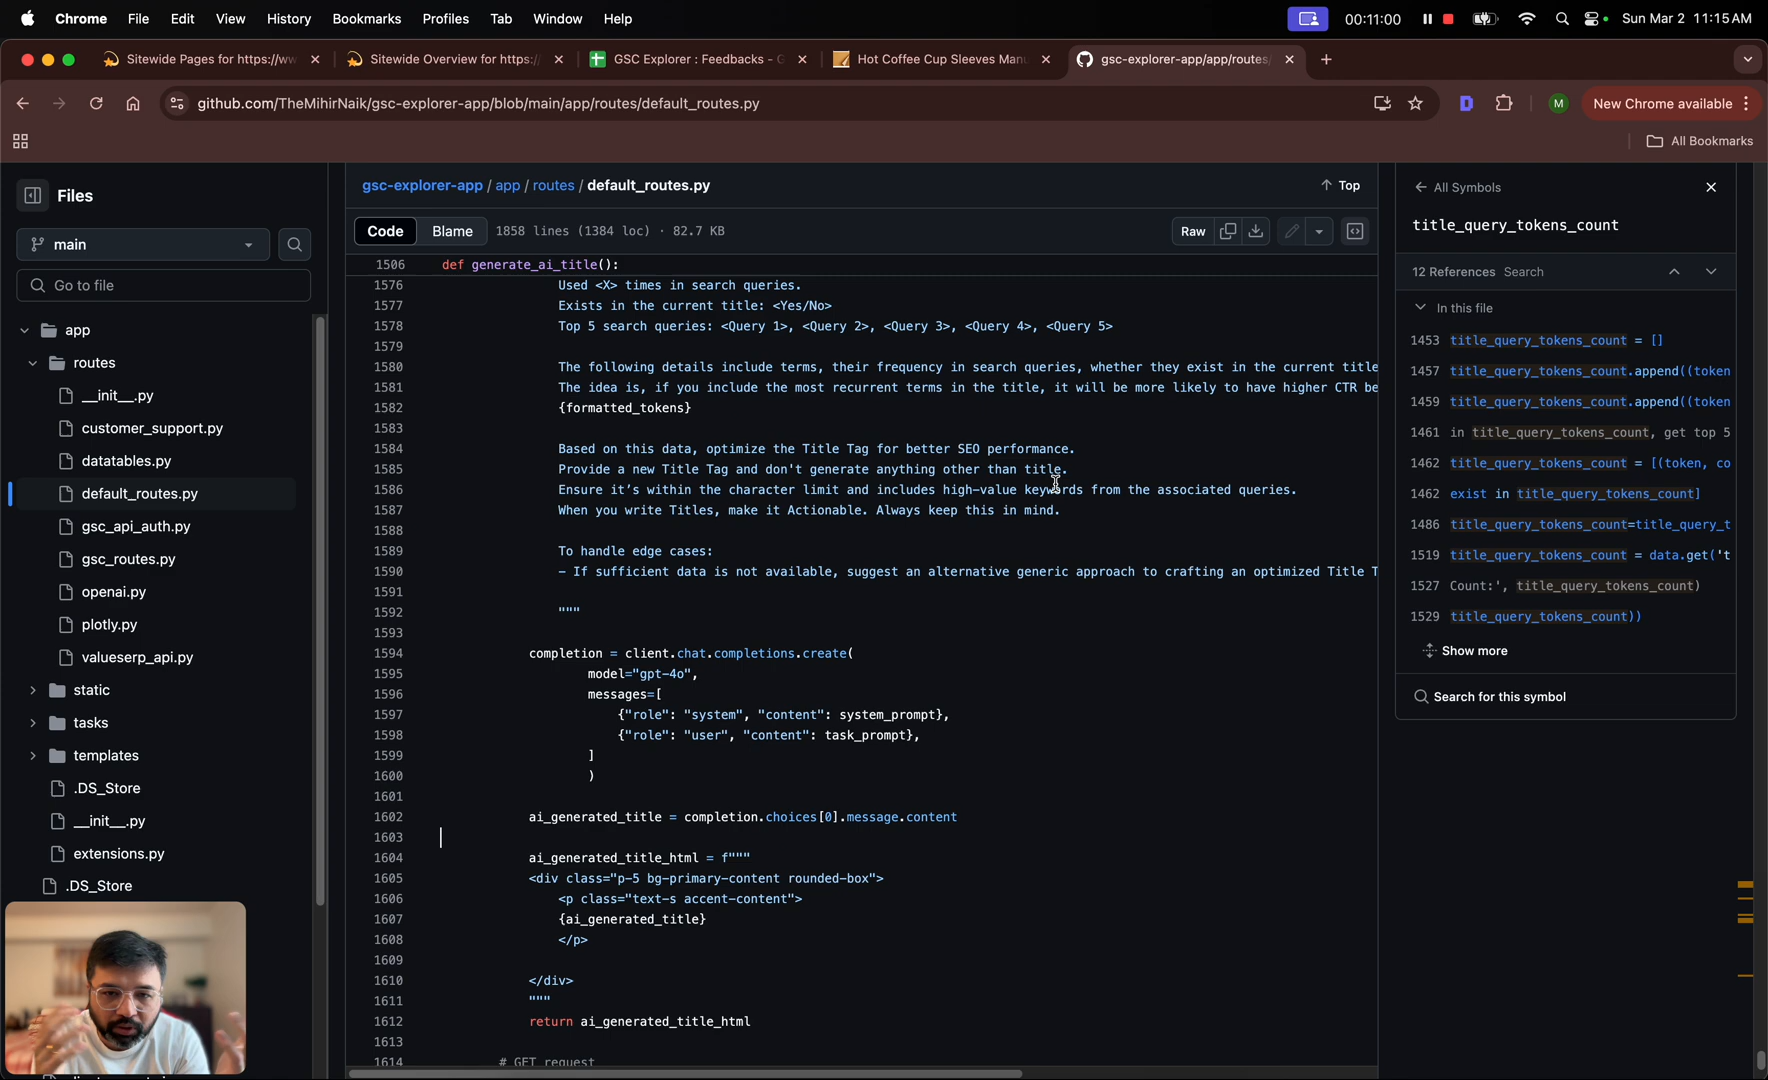 Chrome File Edit View History Bookmarks Profiles Tab Window Help 00:11:00 Sun Mar 2 11:15 AM
Sitewide Pages for https://ww Sitewide Overview for https:/ GSC Explorer : Feedbacks - G Hot Coffee Cup Sleeves Man gsc-explorer-app/app/routes/
github.com/TheMihirNaik/gsc-explorer-app/blob/main/app/routes/default_routes.py D M New Chrome available
All Bookmarks
Files
main
Go to file
app
routes
__init__.py
customer_support.py
datatables.py
default_routes.py
gsc_api_auth.py
gsc_routes.py
openai.py
plotly.py
valueserp_api.py
static
tasks
templates
.DS_Store
__init__.py
extensions.py
.DS_Store
gsc-explorer-app / app / routes / default_routes.py Top
Code Blame 1858 lines (1384 loc) · 82.7 KB Raw
1506 def generate_ai_title():
1576 Used <X> times in search queries.
1577 Exists in the current title: <Yes/No>
1578 Top 5 search queries: <Query 1>, <Query 2>, <Query 3>, <Query 4>, <Query 5>
1579
1580 The following details include terms, their frequency in search queries, whether they exist in the current title
1581 The idea is, if you include the most recurrent terms in the title, it will be more likely to have higher CTR be
1582 {formatted_tokens}
1583
1584 Based on this data, optimize the Title Tag for better SEO performance.
1585 Provide a new Title Tag and don't generate anything other than title.
1586 Ensure it’s within the character limit and includes high-value keywords from the associated queries.
1587 When you write Titles, make it Actionable. Always keep this in mind.
1588
1589 To handle edge cases:
1590 - If sufficient data is not available, suggest an alternative generic approach to crafting an optimized Title T
1591
1592 """
1593
1594 completion = client.chat.completions.create(
1595 model="gpt-4o",
1596 messages=[
1597 {"role": "system", "content": system_prompt},
1598 {"role": "user", "content": task_prompt},
1599 ]
1600 )
1601
1602 ai_generated_title = completion.choices[0].message.content
1603
1604 ai_generated_title_html = f"""
1605 <div class="p-5 bg-primary-content rounded-box">
1606 <p class="text-s accent-content">
1607 {ai_generated_title}
1608 </p>
1609
1610 </div>
1611 """
1612 return ai_generated_title_html
1613
1614 # GET request
All Symbols
title_query_tokens_count
12 References Search
In this file
1453 title_query_tokens_count = []
1457 title_query_tokens_count.append((token
1459 title_query_tokens_count.append((token
1461 in title_query_tokens_count, get top 5
1462 title_query_tokens_count = [(token, co
1462 exist in title_query_tokens_count]
1486 title_query_tokens_count=title_query_t
1519 title_query_tokens_count = data.get('t
1527 Count:', title_query_tokens_count)
1529 title_query_tokens_count))
Show more
Search for this symbol